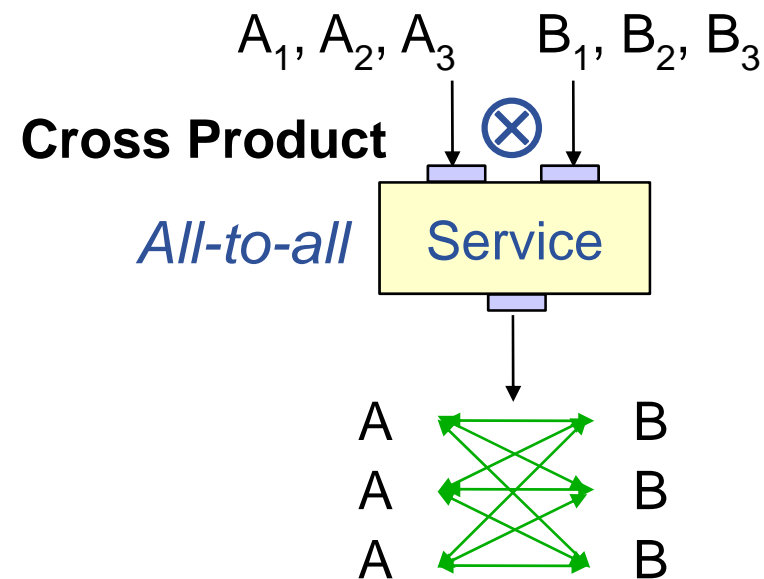 A₁, A₂, A₃ B₁, B₂, B₃
Cross Product
All-to-all Service
A B
A B
A B